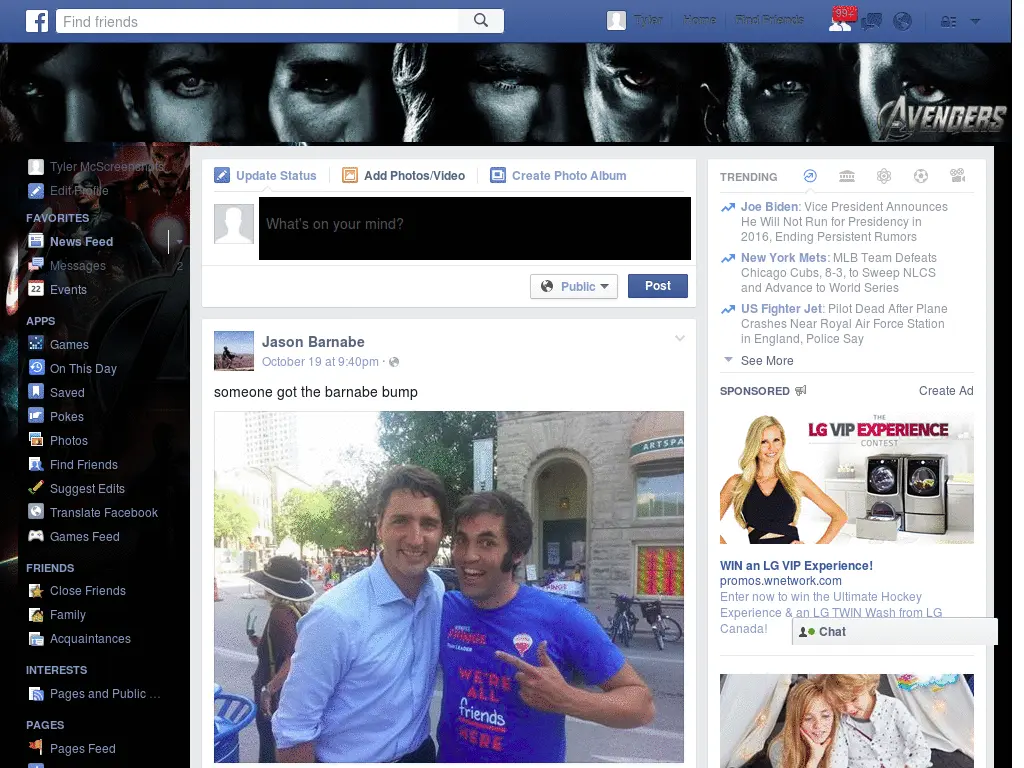 Find friends
Tyler
Home
Find Friends
99+
AVENGERS
Tyler McScreenshots
Edit Profile
FAVORITES
News Feed
Messages 2
22 Events
APPS
Games
On This Day
Saved
Pokes
Photos
Find Friends
Suggest Edits
Translate Facebook
Games Feed
FRIENDS
Close Friends
Family
Acquaintances
INTERESTS
Pages and Public ...
PAGES
Pages Feed
Update Status Add Photos/Video Create Photo Album
What's on your mind?
Public Post
Jason Barnabe
October 19 at 9:40pm ·
someone got the barnabe bump
ARTSPA
FRINGE
TEAM LEADER
WE'RE
ALL
friends
HERE
TRENDING
Joe Biden: Vice President Announces
He Will Not Run for Presidency in
2016, Ending Persistent Rumors
New York Mets: MLB Team Defeats
Chicago Cubs, 8-3, to Sweep NLCS
and Advance to World Series
US Fighter Jet: Pilot Dead After Plane
Crashes Near Royal Air Force Station
in England, Police Say
See More
SPONSORED Create Ad
THE
LG VIP EXPERIENCE
CONTEST
WIN an LG VIP Experience!
promos.wnetwork.com
Enter now to win the Ultimate Hockey
Experience & an LG TWIN Wash from LG
Canada!
Chat